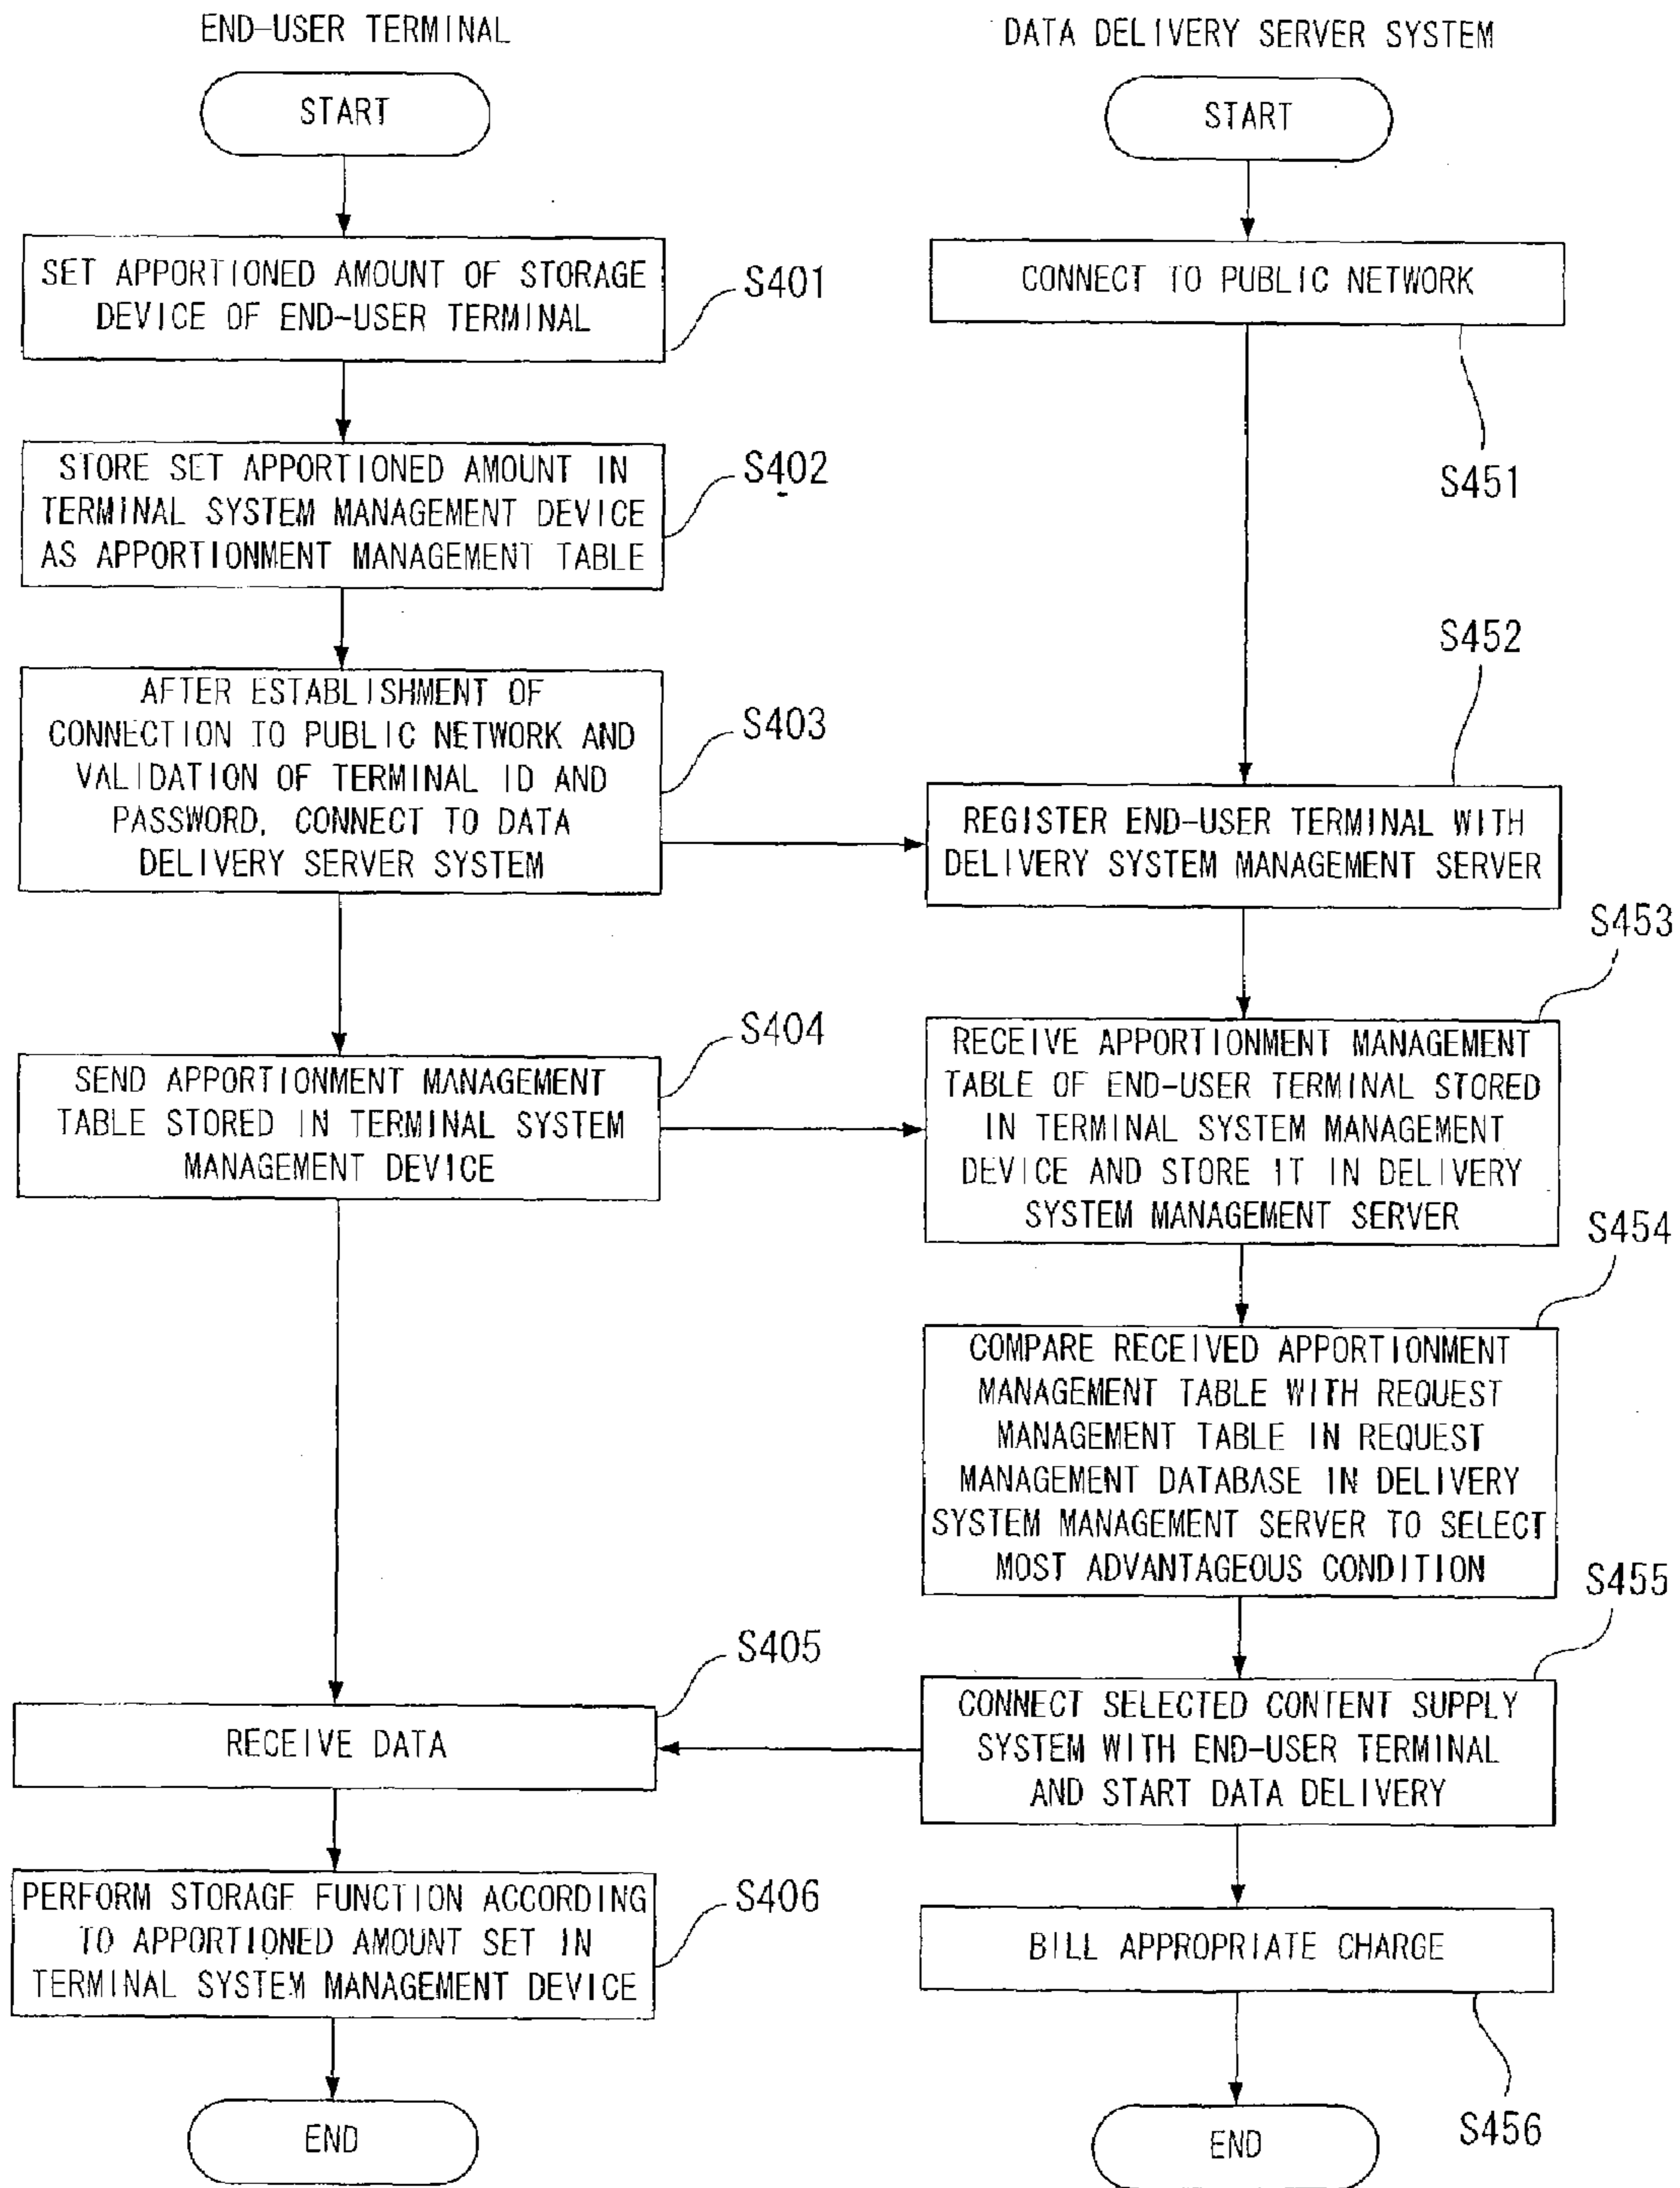 END-USER TERMINAL
START
SET APPORTIONED AMOUNT OF STORAGE
DEVICE OF END-USER TERMINAL
S401
STORE SET APPORTIONED AMOUNT IN
TERMINAL SYSTEM MANAGEMENT DEVICE
AS APPORTIONMENT MANAGEMENT TABLE
S402
AFTER ESTABLISHMENT OF
CONNECTION TO PUBLIC NETWORK AND
VALIDATION OF TERMINAL ID AND
PASSWORD, CONNECT TO DATA
DELIVERY SERVER SYSTEM
S403
SEND APPORTIONMENT MANAGEMENT
TABLE STORED IN TERMINAL SYSTEM
MANAGEMENT DEVICE
S404
RECEIVE DATA
S405
PERFORM STORAGE FUNCTION ACCORDING
TO APPORTIONED AMOUNT SET IN
TERMINAL SYSTEM MANAGEMENT DEVICE
S406
END
DATA DELIVERY SERVER SYSTEM
START
CONNECT TO PUBLIC NETWORK
S451
S452
REGISTER END-USER TERMINAL WITH
DELIVERY SYSTEM MANAGEMENT SERVER
S453
RECEIVE APPORTIONMENT MANAGEMENT
TABLE OF END-USER TERMINAL STORED
IN TERMINAL SYSTEM MANAGEMENT
DEVICE AND STORE IT IN DELIVERY
SYSTEM MANAGEMENT SERVER
S454
COMPARE RECEIVED APPORTIONMENT
MANAGEMENT TABLE WITH REQUEST
MANAGEMENT TABLE IN REQUEST
MANAGEMENT DATABASE IN DELIVERY
SYSTEM MANAGEMENT SERVER TO SELECT
MOST ADVANTAGEOUS CONDITION
S455
CONNECT SELECTED CONTENT SUPPLY
SYSTEM WITH END-USER TERMINAL
AND START DATA DELIVERY
BILL APPROPRIATE CHARGE
S456
END